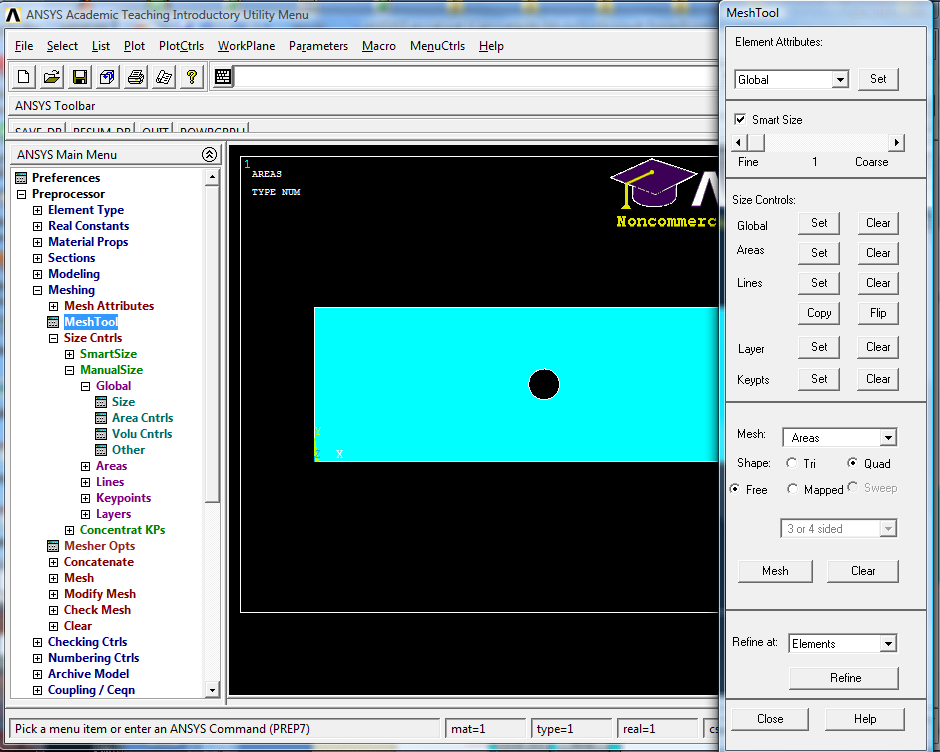 ANSYS Academic Teaching Introductory Utility Menu
File Select List Plot PlotCtrls WorkPlane Parameters Macro MenuCtrls Help
ANSYS Toolbar
SAVE_DB RESUM_DB QUIT POWRGRPH
ANSYS Main Menu
Preferences
Preprocessor
Element Type
Real Constants
Material Props
Sections
Modeling
Meshing
Mesh Attributes
MeshTool
Size Cntrls
SmartSize
ManualSize
Global
Size
Area Cntrls
Volu Cntrls
Other
Areas
Lines
Keypoints
Layers
Concentrat KPs
Mesher Opts
Concatenate
Mesh
Modify Mesh
Check Mesh
Clear
Checking Ctrls
Numbering Ctrls
Archive Model
Coupling / Ceqn
1
AREAS
TYPE NUM
Noncommerc
Y
Z X
Pick a menu item or enter an ANSYS Command (PREP7)
mat=1
type=1
real=1
cs
MeshTool
Element Attributes:
Global Set
Smart Size
Fine 1 Coarse
Size Controls:
Global Set Clear
Areas Set Clear
Lines Set Clear
Copy Flip
Layer Set Clear
Keypts Set Clear
Mesh: Areas
Shape: Tri Quad
Free Mapped Sweep
3 or 4 sided
Mesh Clear
Refine at: Elements
Refine
Close Help